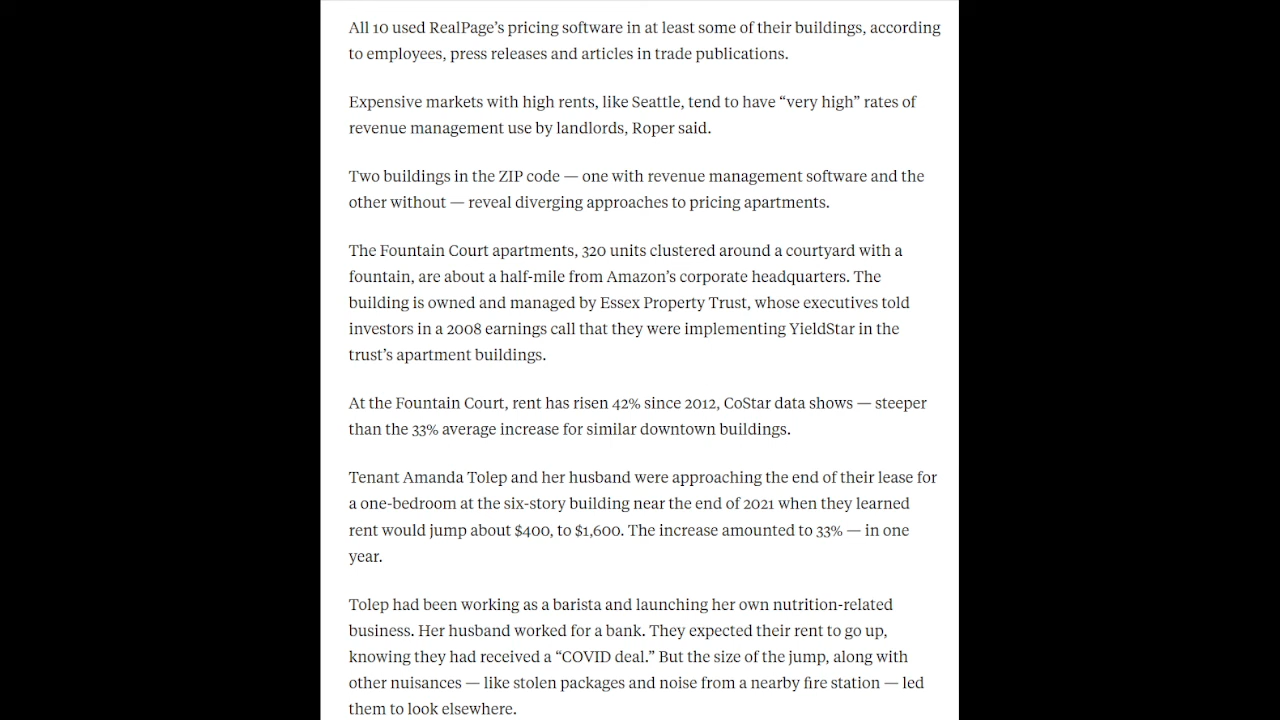 All 10 used RealPage’s pricing software in at least some of their buildings, according
to employees, press releases and articles in trade publications.
Expensive markets with high rents, like Seattle, tend to have “very high” rates of
revenue management use by landlords, Roper said.
Two buildings in the ZIP code — one with revenue management software and the
other without — reveal diverging approaches to pricing apartments.
The Fountain Court apartments, 320 units clustered around a courtyard with a
fountain, are about a half-mile from Amazon’s corporate headquarters. The
building is owned and managed by Essex Property Trust, whose executives told
investors in a 2008 earnings call that they were implementing YieldStar in the
trust’s apartment buildings.
At the Fountain Court, rent has risen 42% since 2012, CoStar data shows — steeper
than the 33% average increase for similar downtown buildings.
Tenant Amanda Tolep and her husband were approaching the end of their lease for
a one-bedroom at the six-story building near the end of 2021 when they learned
rent would jump about $400, to $1,600. The increase amounted to 33% — in one
year.
Tolep had been working as a barista and launching her own nutrition-related
business. Her husband worked for a bank. They expected their rent to go up,
knowing they had received a “COVID deal.” But the size of the jump, along with
other nuisances — like stolen packages and noise from a nearby fire station — led
them to look elsewhere.